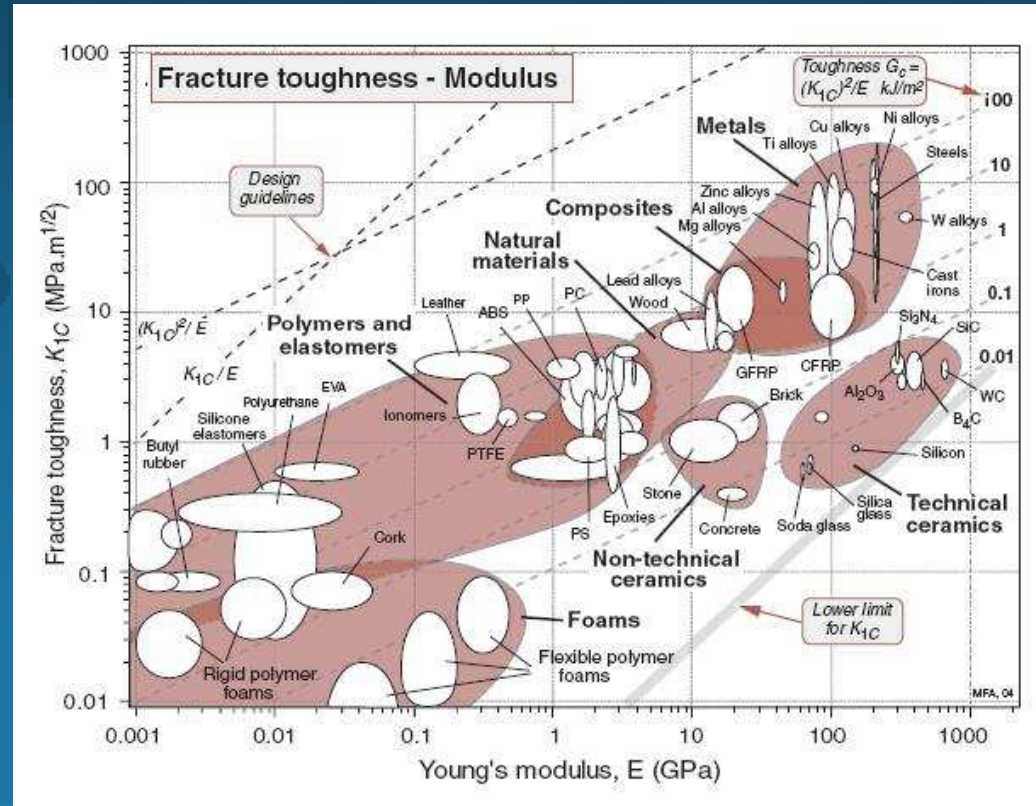 Fracture toughness - Modulus
Toughness Gc =
(K1C)²/E kJ/m²
Design
guidelines
(K1C)²/E
K1C/E
Fracture toughness, K1C (MPa.m1/2)
1000
100
10
1
0.1
0.01
0.001
0.01
0.1
1
10
100
1000
Young's modulus, E (GPa)
100
10
1
0.1
0.01
Metals
Ti alloys
Cu alloys
Ni alloys
Steels
Zinc alloys
Al alloys
Mg alloys
W alloys
Cast
irons
Composites
GFRP
CFRP
Natural
materials
Lead alloys
Wood
Leather
ABS
PP
PC
Polymers and
elastomers
Ionomers
PTFE
EVA
Polyurethane
Silicone
elastomers
Butyl
rubber
PS
Epoxies
Cork
Stone
Brick
Concrete
Non-technical
ceramics
Si3N4
SiC
Al2O3
B4C
WC
Silicon
Silica
glass
Soda glass
Technical
ceramics
Foams
Rigid polymer
foams
Flexible polymer
foams
Lower limit
for K1C
MFA, 04